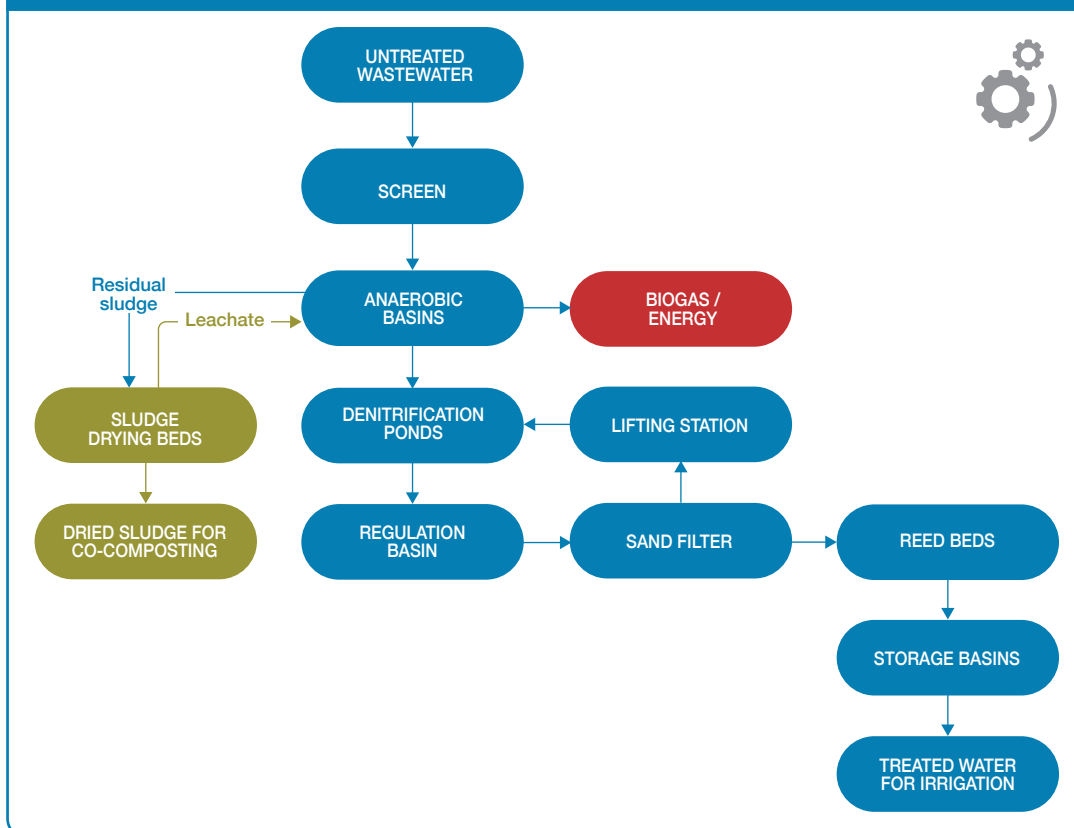 UNTREATED
WASTEWATER
SCREEN
Residual
sludge
ANAEROBIC
BASINS
BIOGAS /
ENERGY
Leachate
SLUDGE
DRYING BEDS
DENITRIFICATION
PONDS
LIFTING STATION
DRIED SLUDGE FOR
CO-COMPOSTING
REGULATION
BASIN
SAND FILTER
REED BEDS
STORAGE BASINS
TREATED WATER
FOR IRRIGATION